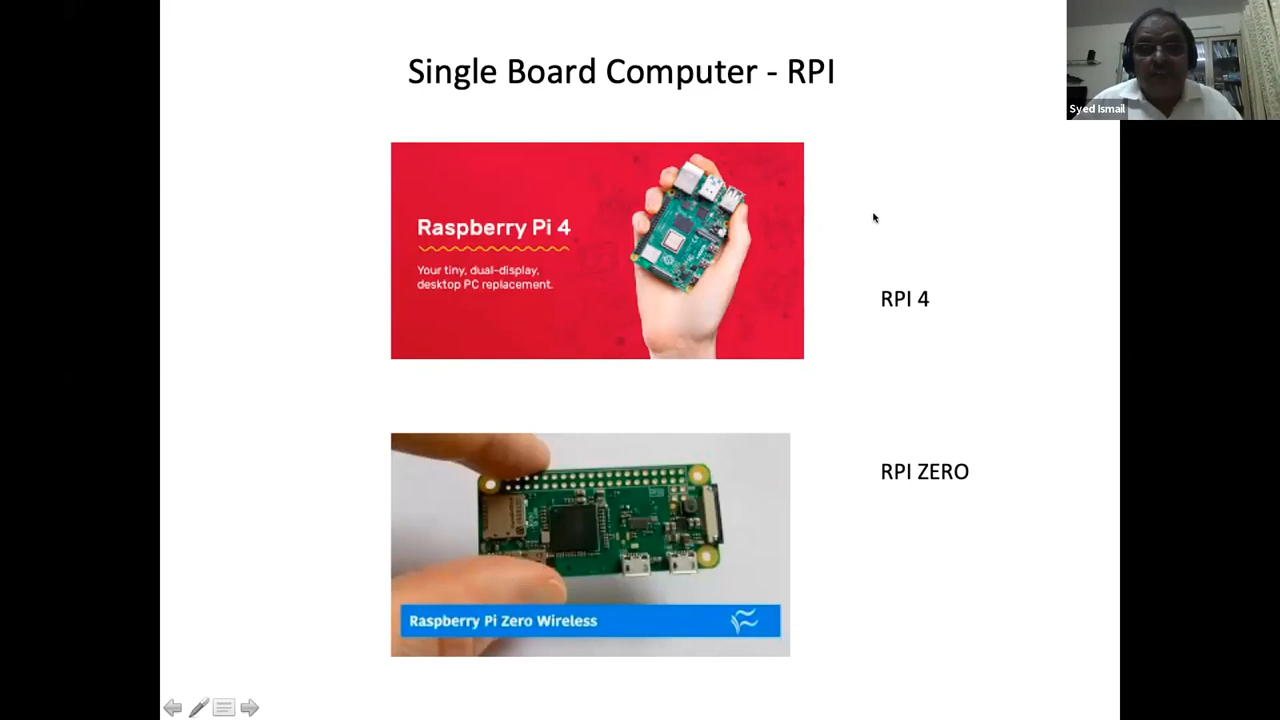 Single Board Computer - RPI
Syed Ismail
Raspberry Pi 4
Your tiny, dual-display,
desktop PC replacement.
RPI 4
RPI ZERO
Raspberry Pi Zero Wireless